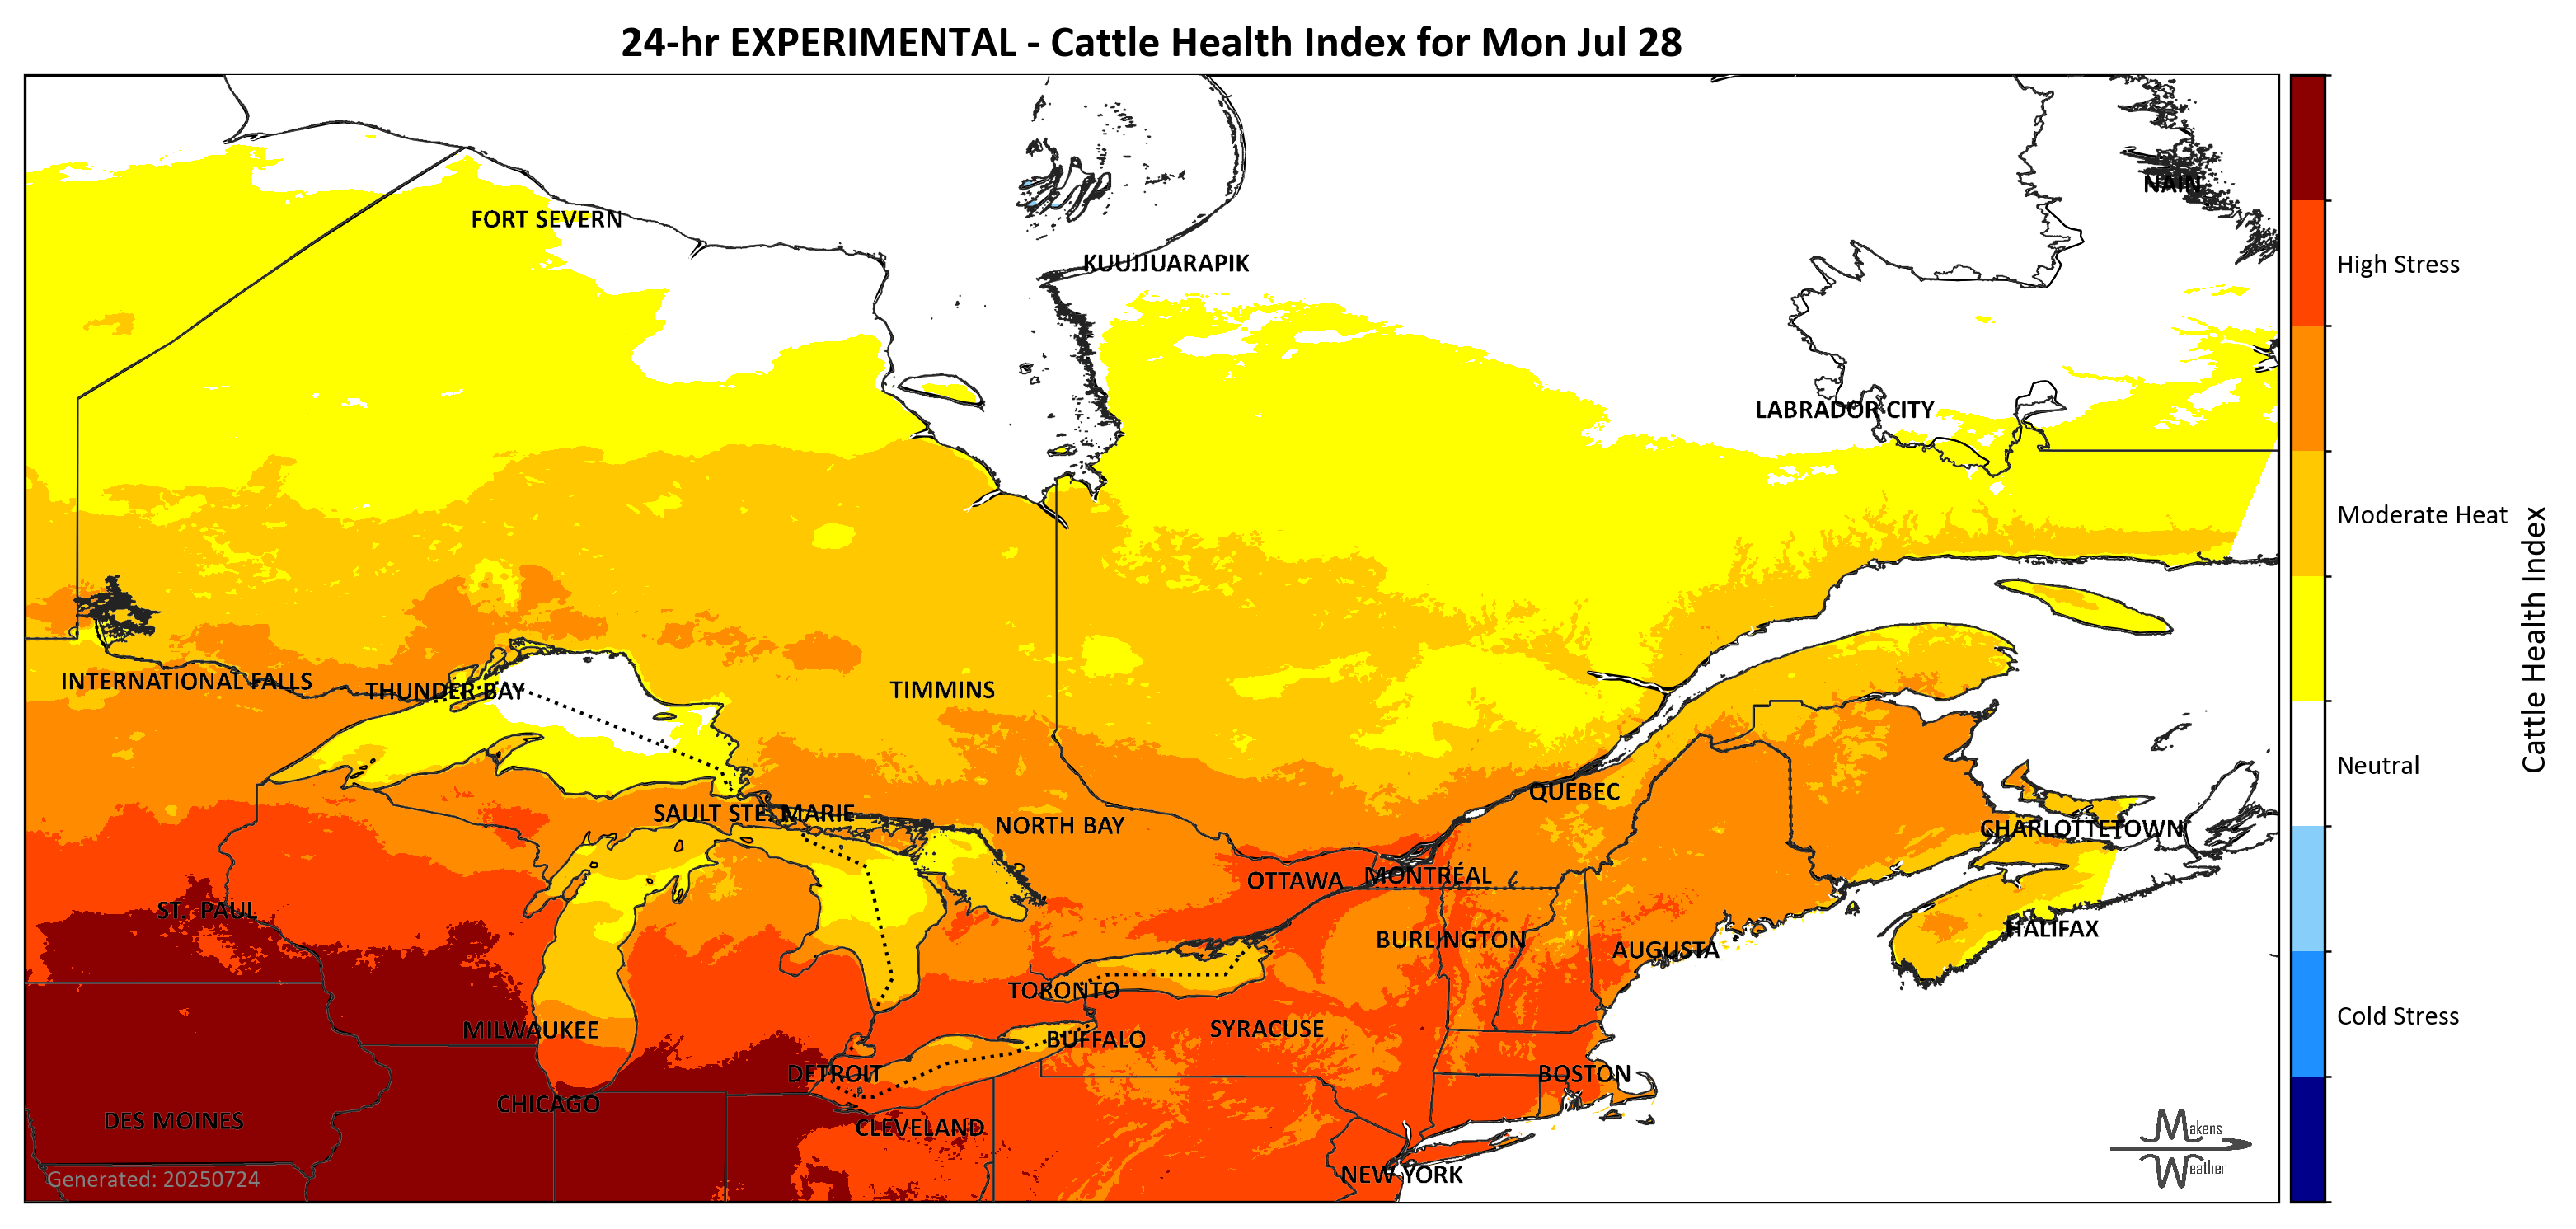 24-hr EXPERIMENTAL - Cattle Health Index for Mon Jul 28
NAIN
FORT SEVERN
KUUJJUARAPIK
High Stress
LABRADOR CITY
Moderate Heat
Cattle Health Index
INTERNATIONAL FALLS
THUNDER BAY
TIMMINS
Neutral
QUEBEC
SAULT STE. MARIE
NORTH BAY
CHARLOTTETOWN
OTTAWA
MONTRÉAL
ST. PAUL
HALIFAX
BURLINGTON
AUGUSTA
TORONTO
Cold Stress
MILWAUKEE
SYRACUSE
BUFFALO
DETROIT
BOSTON
CHICAGO
DES MOINES
CLEVELAND
Makens
Weather
NEW YORK
Generated: 20250724